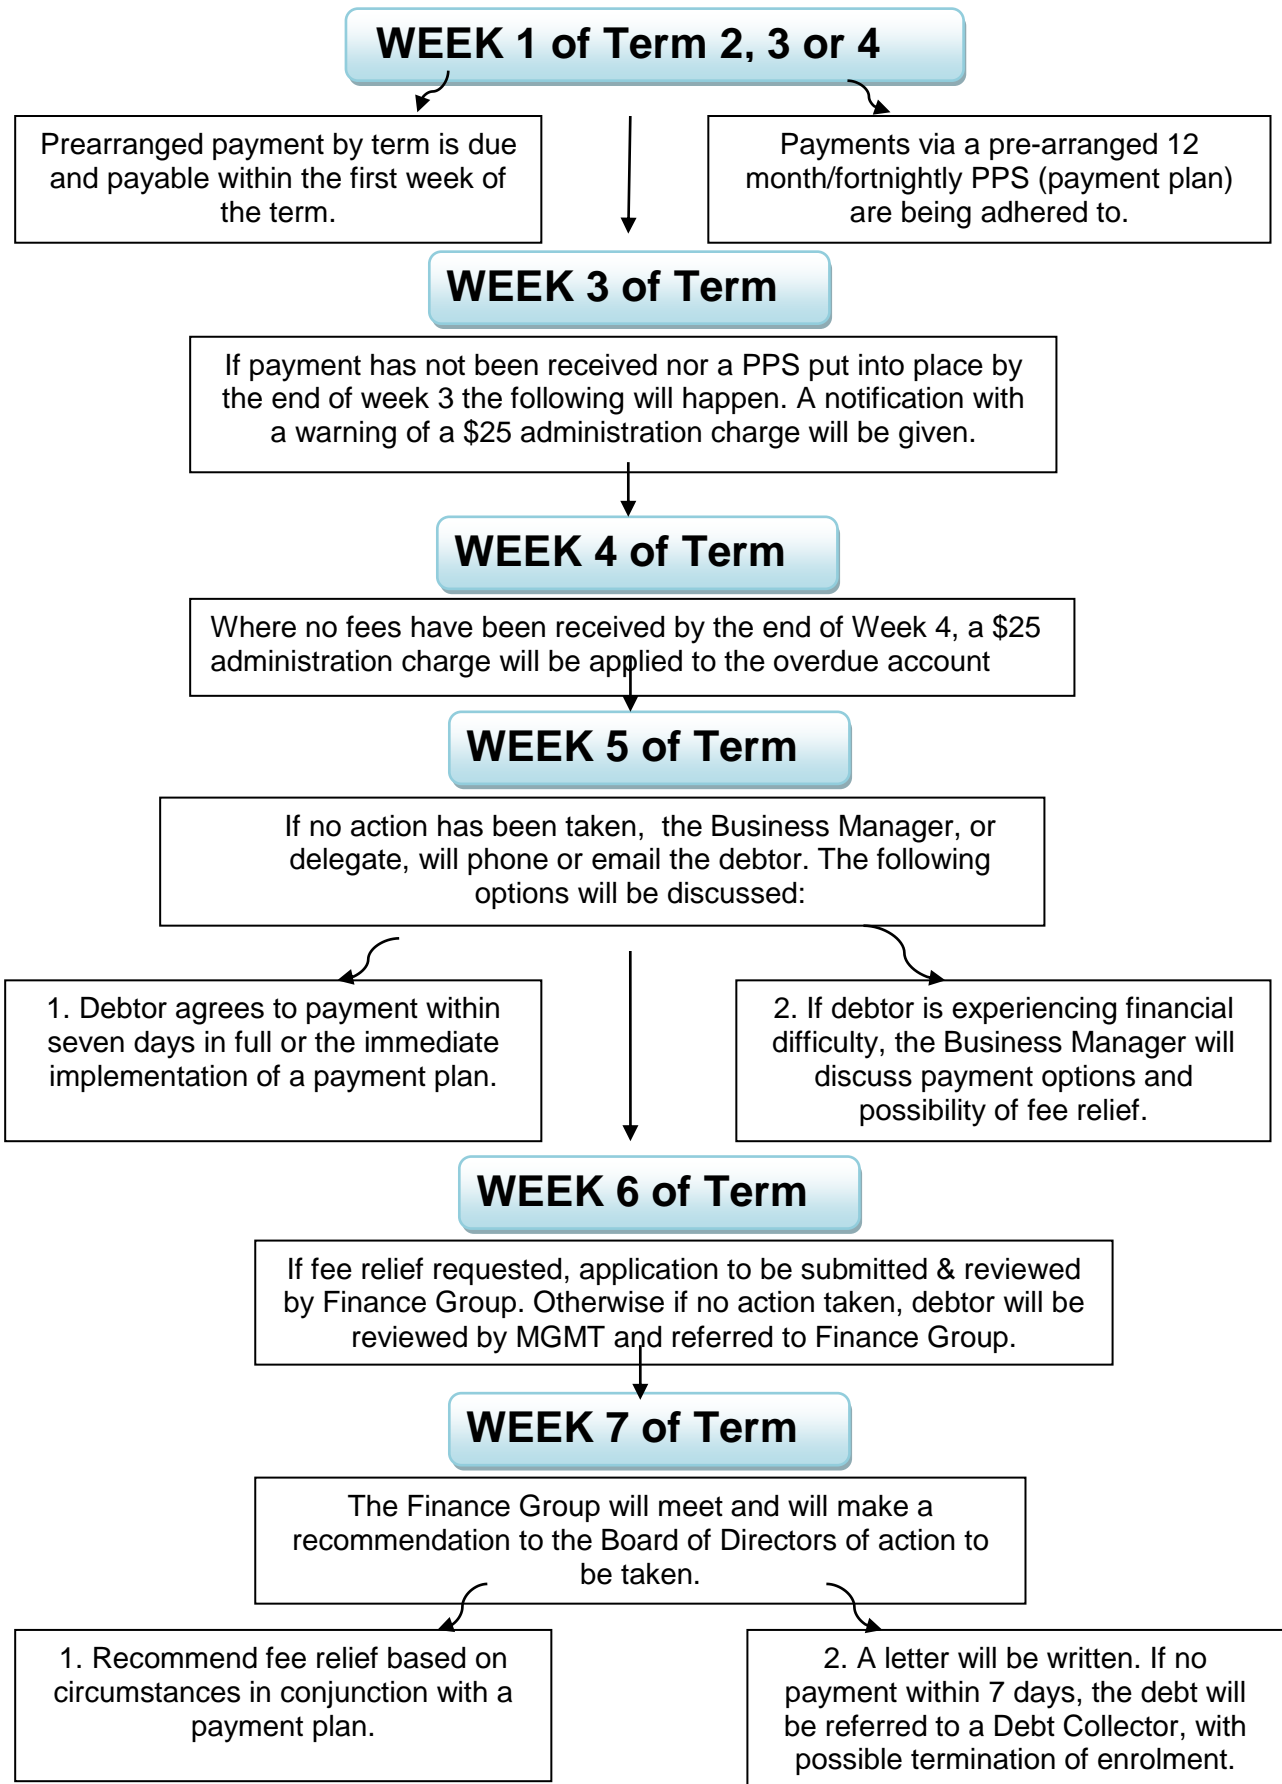 WEEK 1 of Term 2, 3 or 4
Prearranged payment by term is due
and payable within the first week of
the term.
Payments via a pre-arranged 12
month/fortnightly PPS (payment plan)
are being adhered to.
WEEK 3 of Term
If payment has not been received nor a PPS put into place by
the end of week 3 the following will happen. A notification with
a warning of a $25 administration charge will be given.
WEEK 4 of Term
Where no fees have been received by the end of Week 4, a $25
administration charge will be applied to the overdue account
WEEK 5 of Term
If no action has been taken,  the Business Manager, or
delegate, will phone or email the debtor. The following
options will be discussed:
1. Debtor agrees to payment within
seven days in full or the immediate
implementation of a payment plan.
2. If debtor is experiencing financial
difficulty, the Business Manager will
discuss payment options and
possibility of fee relief.
WEEK 6 of Term
If fee relief requested, application to be submitted & reviewed
by Finance Group. Otherwise if no action taken, debtor will be
reviewed by MGMT and referred to Finance Group.
WEEK 7 of Term
The Finance Group will meet and will make a
recommendation to the Board of Directors of action to
be taken.
1. Recommend fee relief based on
circumstances in conjunction with a
payment plan.
2. A letter will be written. If no
payment within 7 days, the debt will
be referred to a Debt Collector, with
possible termination of enrolment.